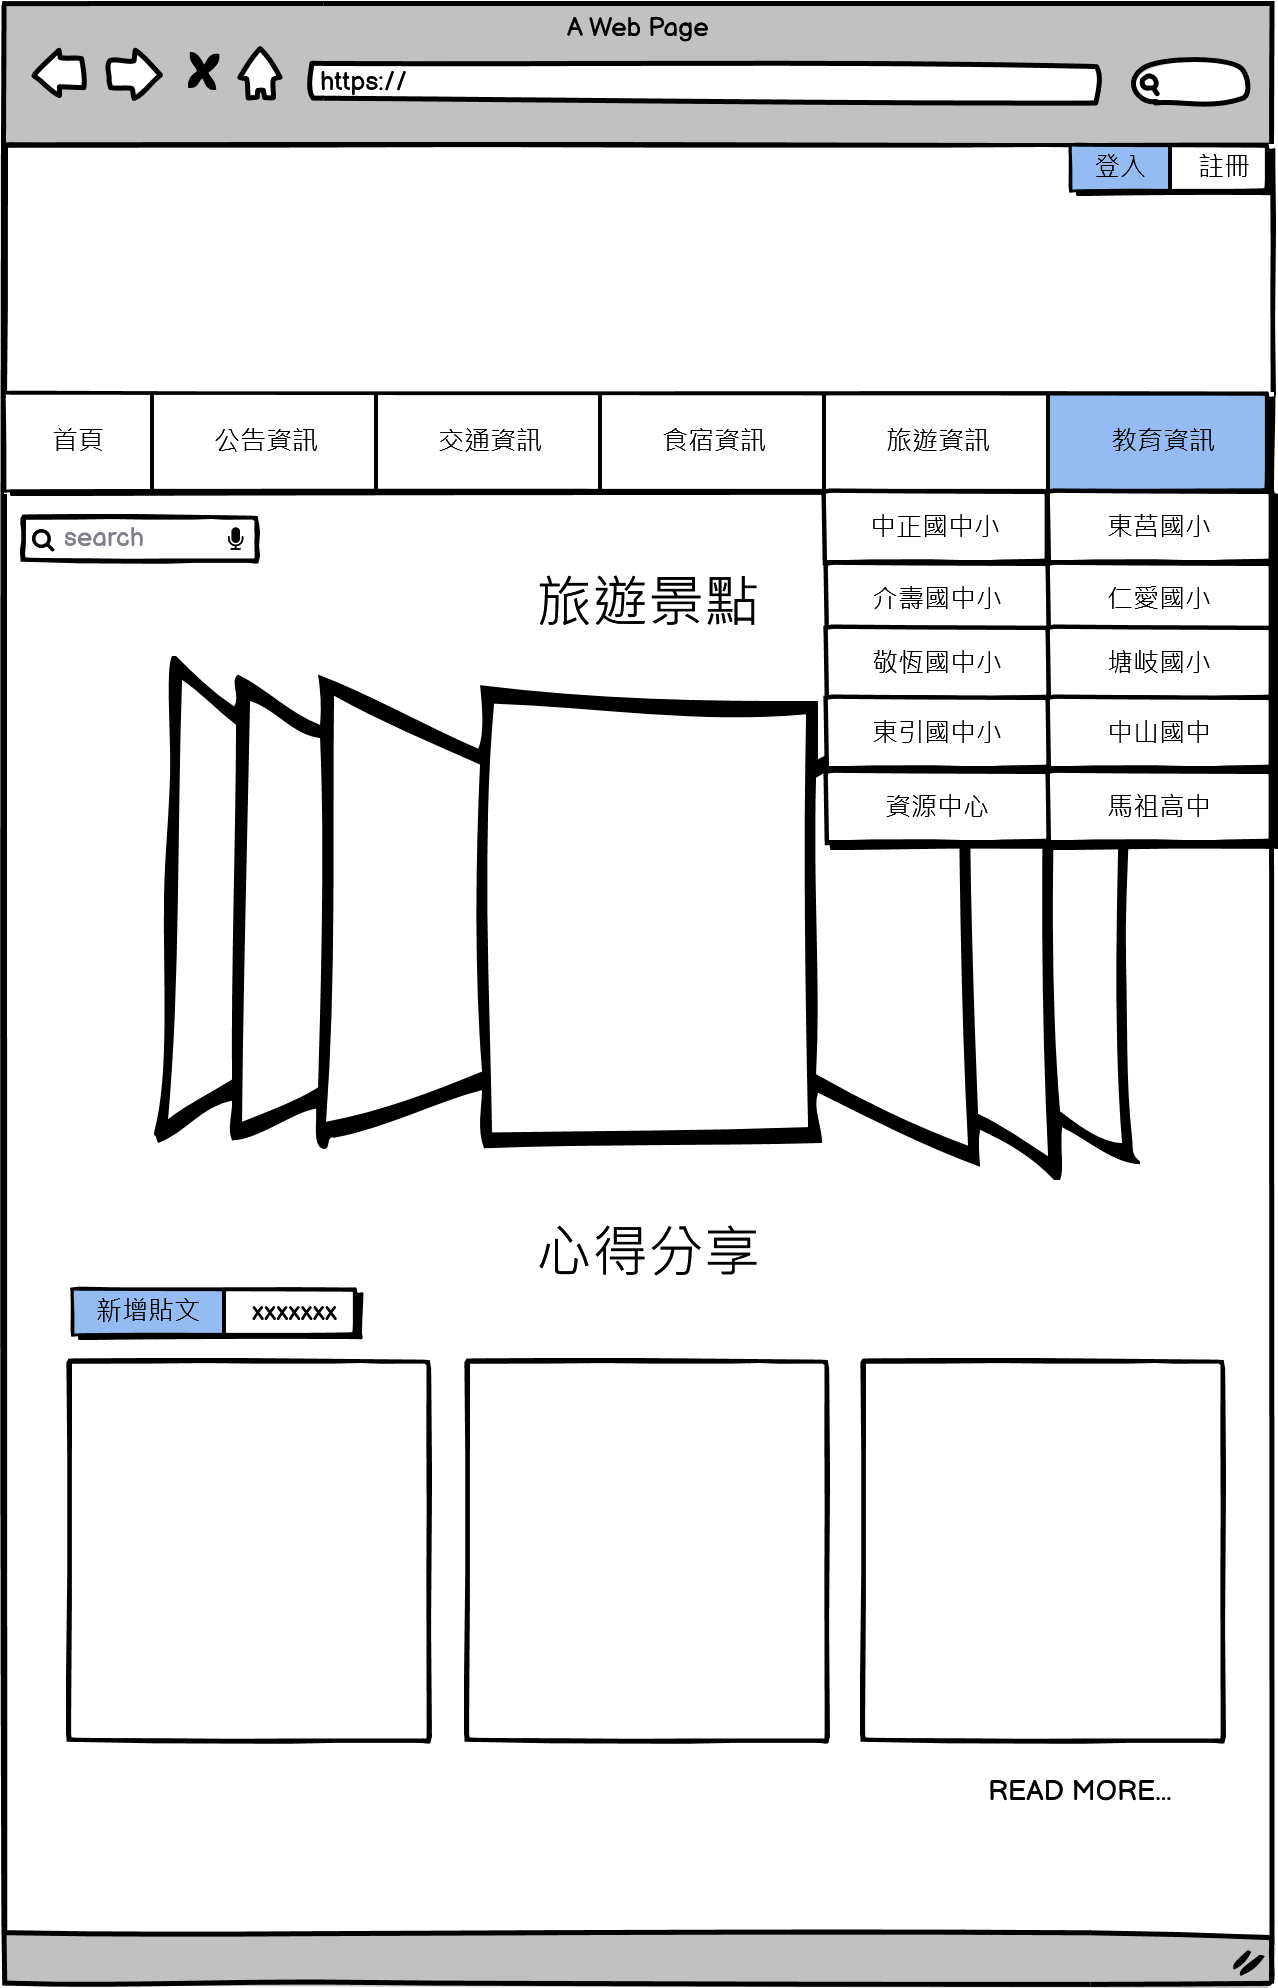 A Web Page
https://
登入 註冊
首頁 公告資訊 交通資訊 食宿資訊 旅遊資訊 教育資訊
search
中正國中小 東莒國小
旅遊景點
介壽國中小 仁愛國小
敬恆國中小 塘岐國小
東引國中小 中山國中
資源中心 馬祖高中
心得分享
新增貼文 xxxxxxx
READ MORE...